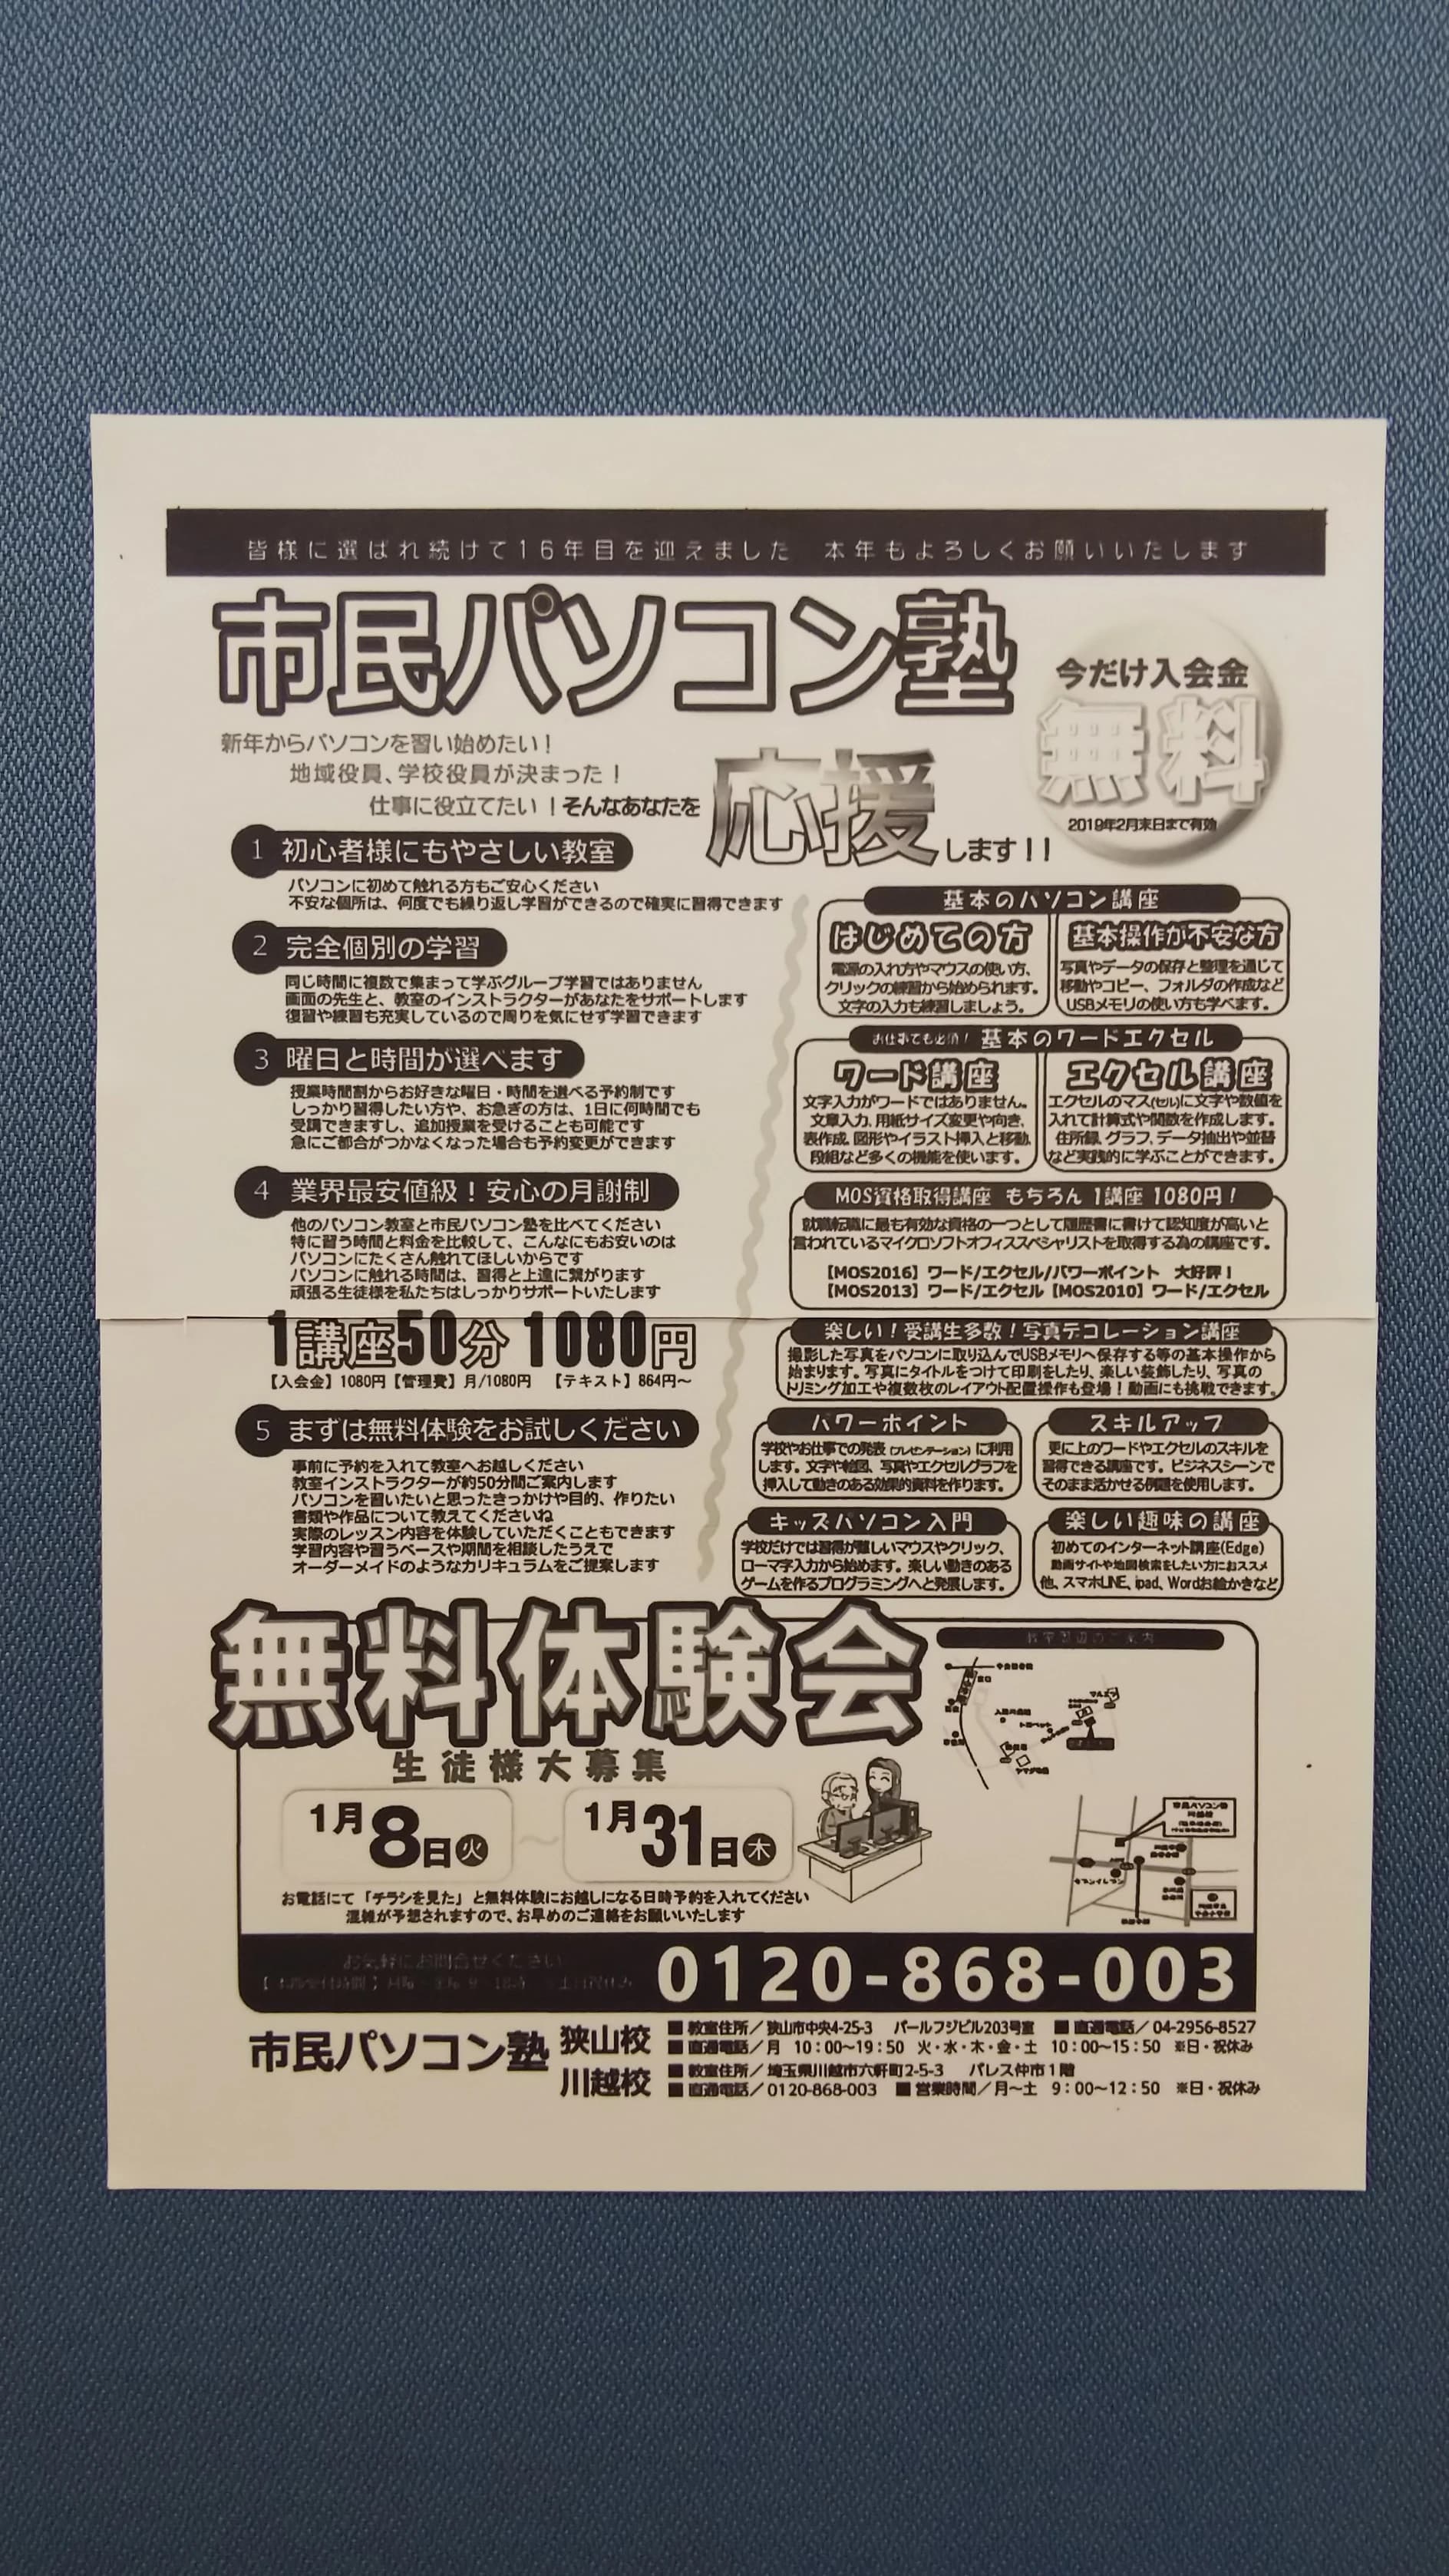 皆様に選ばれ続けて16年目を迎えました 本年もよろしくお願いいたします
市民パソコン塾
今だけ入会金
無料
2019年2月末日まで有効
新年からパソコンを習い始めたい！
地域役員、学校役員が決まった！
仕事に役立てたい！そんなあなたを
応援します!!
1 初心者様にもやさしい教室
パソコンに初めて触れる方もご安心ください
不安な個所は、何度でも繰り返し学習ができるので確実に習得できます
2 完全個別の学習
同じ時間に複数で集まって学ぶグループ学習ではありません
画面の先生と、教室のインストラクターがあなたをサポートします
復習や練習も充実しているので周りを気にせず学習できます
3 曜日と時間が選べます
授業時間割からお好きな曜日・時間を選べる予約制です
しっかり習得したい方や、お急ぎの方は、1日に何時間でも
受講できますし、追加授業を受けることも可能です
急にご都合がつかなくなった場合も予約変更ができます
4 業界最安値級！安心の月謝制
他のパソコン教室と市民パソコン塾を比べてください
特に習う時間と料金を比較して、こんなにもお安いのは
パソコンにたくさん触れてほしいからです
パソコンに触れる時間は、習得と上達に繋がります
頑張る生徒様を私たちはしっかりサポートいたします
1講座50分 1080円
【入会金】1080円【管理費】月/1080円 【テキスト】864円～
5 まずは無料体験をお試しください
事前に予約を入れて教室へお越しください
教室インストラクターが約50分間ご案内します
パソコンを習いたいと思ったきっかけや目的、作りたい
書類や作品について教えてくださいね
実際のレッスン内容を体験していただくこともできます
学習内容や習うペースや期間を相談したうえで
オーダーメイドのようなカリキュラムをご提案します
基本のパソコン講座
はじめての方
電源の入れ方やマウスの使い方、
クリックの練習から始められます。
文字の入力も練習しましょう。
基本操作が不安な方
写真やデータの保存と整理を通じて
移動やコピー、フォルダの作成など
USBメモリの使い方も学べます。
お仕事でも必須！ 基本のワードエクセル
ワード講座
文字入力がワードではありません。
文章入力、用紙サイズ変更や向き、
表作成、図形やイラスト挿入と移動、
段組など多くの機能を使います。
エクセル講座
エクセルのマス(セル)に文字や数値を
入れて計算式や関数を作成します。
住所録、グラフ、データ抽出や並替
など実践的に学ぶことができます。
MOS資格取得講座 もちろん 1講座 1080円！
就職転職に最も有効な資格の一つとして履歴書に書けて認知度が高いと
言われているマイクロソフトオフィススペシャリストを取得する為の講座です。
【MOS2016】ワード/エクセル/パワーポイント 大好評！
【MOS2013】ワード/エクセル【MOS2010】ワード/エクセル
楽しい！受講生多数！写真デコレーション講座
撮影した写真をパソコンに取り込んでUSBメモリへ保存する等の基本操作から
始まります。写真にタイトルをつけて印刷をしたり、楽しい装飾したり、写真の
トリミング加工や複数枚のレイアウト配置操作も登場！動画にも挑戦できます。
パワーポイント
学校やお仕事での発表（プレゼンテーション）に利用
します。文字や絵図、写真やエクセルグラフを
挿入して動きのある効果的資料を作ります。
スキルアップ
更に上のワードやエクセルのスキルを
習得できる講座です。ビジネスシーンで
そのまま活かせる例題を使用します。
キッズパソコン入門
学校だけでは習得が難しいマウスやクリック、
ローマ字入力から始めます。楽しい動きのある
ゲームを作るプログラミングへと発展します。
楽しい趣味の講座
初めてのインターネット講座(Edge)
動画サイトや地図検索をしたい方におススメ
他、スマホLINE、ipad、Wordお絵かきなど
無料体験会
生徒様大募集
1月8日㊋ ～ 1月31日㊍
お電話にて「チラシを見た」と無料体験にお越しになる日時予約を入れてください
混雑が予想されますので、お早めのご連絡をお願いいたします
教室周辺のご案内
お気軽にお問合せください
0120-868-003
市民パソコン塾
狭山校
■教室住所／狭山市中央4-25-3 パールフジビル203号室 ■直通電話／04-2956-8527
■直通電話／月 10：00～19：50 火・水・木・金・土 10：00～15：50 ※日・祝休み
川越校
■教室住所／埼玉県川越市六軒町2-5-3 パレス仲市1階
■直通電話／0120-868-003 ■営業時間／月～土 9：00～12：50 ※日・祝休み